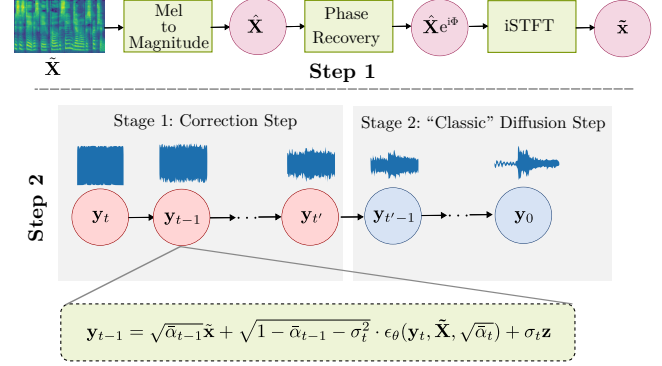 Mel
to
Magnitude
X̂
Phase
Recovery
X̂e^{iΦ}
iSTFT
x̃
X̃
Step 1
Step 2
Stage 1: Correction Step
Stage 2: “Classic” Diffusion Step
y_t
y_{t−1}
···
y_{t′}
y_{t′−1}
···
y_0
y_{t−1} = √ᾱ_{t−1} x̃ + √(1 − ᾱ_{t−1} − σ_t^2) · ϵ_θ(y_t, X̃, √ᾱ_t) + σ_t z